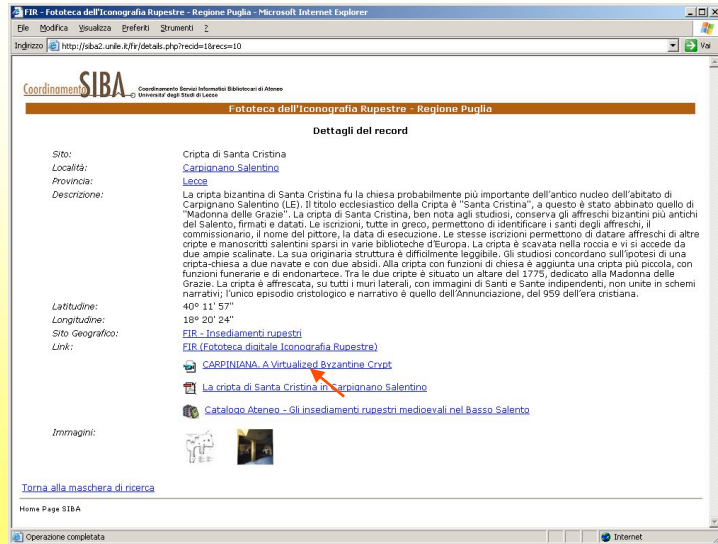 FIR - Fototeca dell'Iconografia Rupestre - Regione Puglia - Microsoft Internet Explorer
File Modifica Visualizza Preferiti Strumenti ?
Indirizzo http://siba2.unile.it/fir/details.php?recid=1&recs=10 Vai
Coordinamento SIBA Coordinamento Servizi Informatici Bibliotecari di Ateneo
Universita' degli Studi di Lecce
Fototeca dell'Iconografia Rupestre - Regione Puglia
Dettagli del record
Sito: Cripta di Santa Cristina
Località: Carpignano Salentino
Provincia: Lecce
Descrizione: La cripta bizantina di Santa Cristina fu la chiesa probabilmente più importante dell'antico nucleo dell'abitato di
Carpignano Salentino (LE). Il titolo ecclesiastico della Cripta è "Santa Cristina", a questo è stato abbinato quello di
"Madonna delle Grazie". La cripta di Santa Cristina, ben nota agli studiosi, conserva gli affreschi bizantini più antichi
del Salento, firmati e datati. Le iscrizioni, tutte in greco, permettono di identificare i santi degli affreschi, il
commissionario, il nome del pittore, la data di esecuzione. Le stesse iscrizioni permettono di datare affreschi di altre
cripte e manoscritti salentini sparsi in varie biblioteche d'Europa. La cripta è scavata nella roccia e vi si accede da
due ampie scalinate. La sua originaria struttura è difficilmente leggibile. Gli studiosi concordano sull'ipotesi di una
cripta-chiesa a due navate e con due absidi. Alla cripta con funzioni di chiesa è aggiunta una cripta più piccola, con
funzioni funerarie e di endonartece. Tra le due cripte è situato un altare del 1775, dedicato alla Madonna delle
Grazie. La cripta è affrescata, su tutti i muri laterali, con immagini di Santi e Sante indipendenti, non unite in schemi
narrativi; l'unico episodio cristologico e narrativo è quello dell'Annunciazione, del 959 dell'era cristiana.
Latitudine: 40º 11' 57"
Longitudine: 18º 20' 24"
Sito Geografico: FIR - Insediamenti rupestri
Link: FIR (Fototeca digitale Iconografia Rupestre)
CARPINIANA. A Virtualized Byzantine Crypt
La cripta di Santa Cristina in Carpignano Salentino
Catalogo Ateneo - Gli insediamenti rupestri medioevali nel Basso Salento
Immagini:
Torna alla maschera di ricerca
Home Page SIBA
Operazione completata Internet